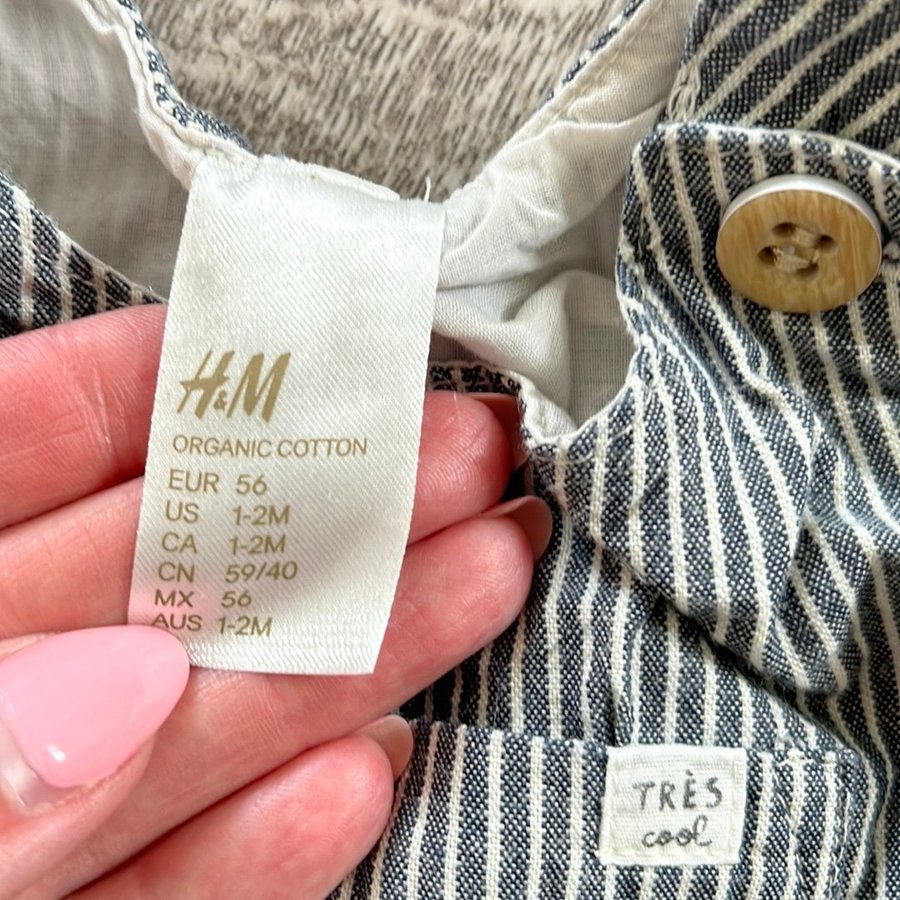 H&M
ORGANIC COTTON
EUR 56
US 1-2M
CA 1-2M
CN 59/40
MX 56
AUS 1-2M
TRÈS
cool